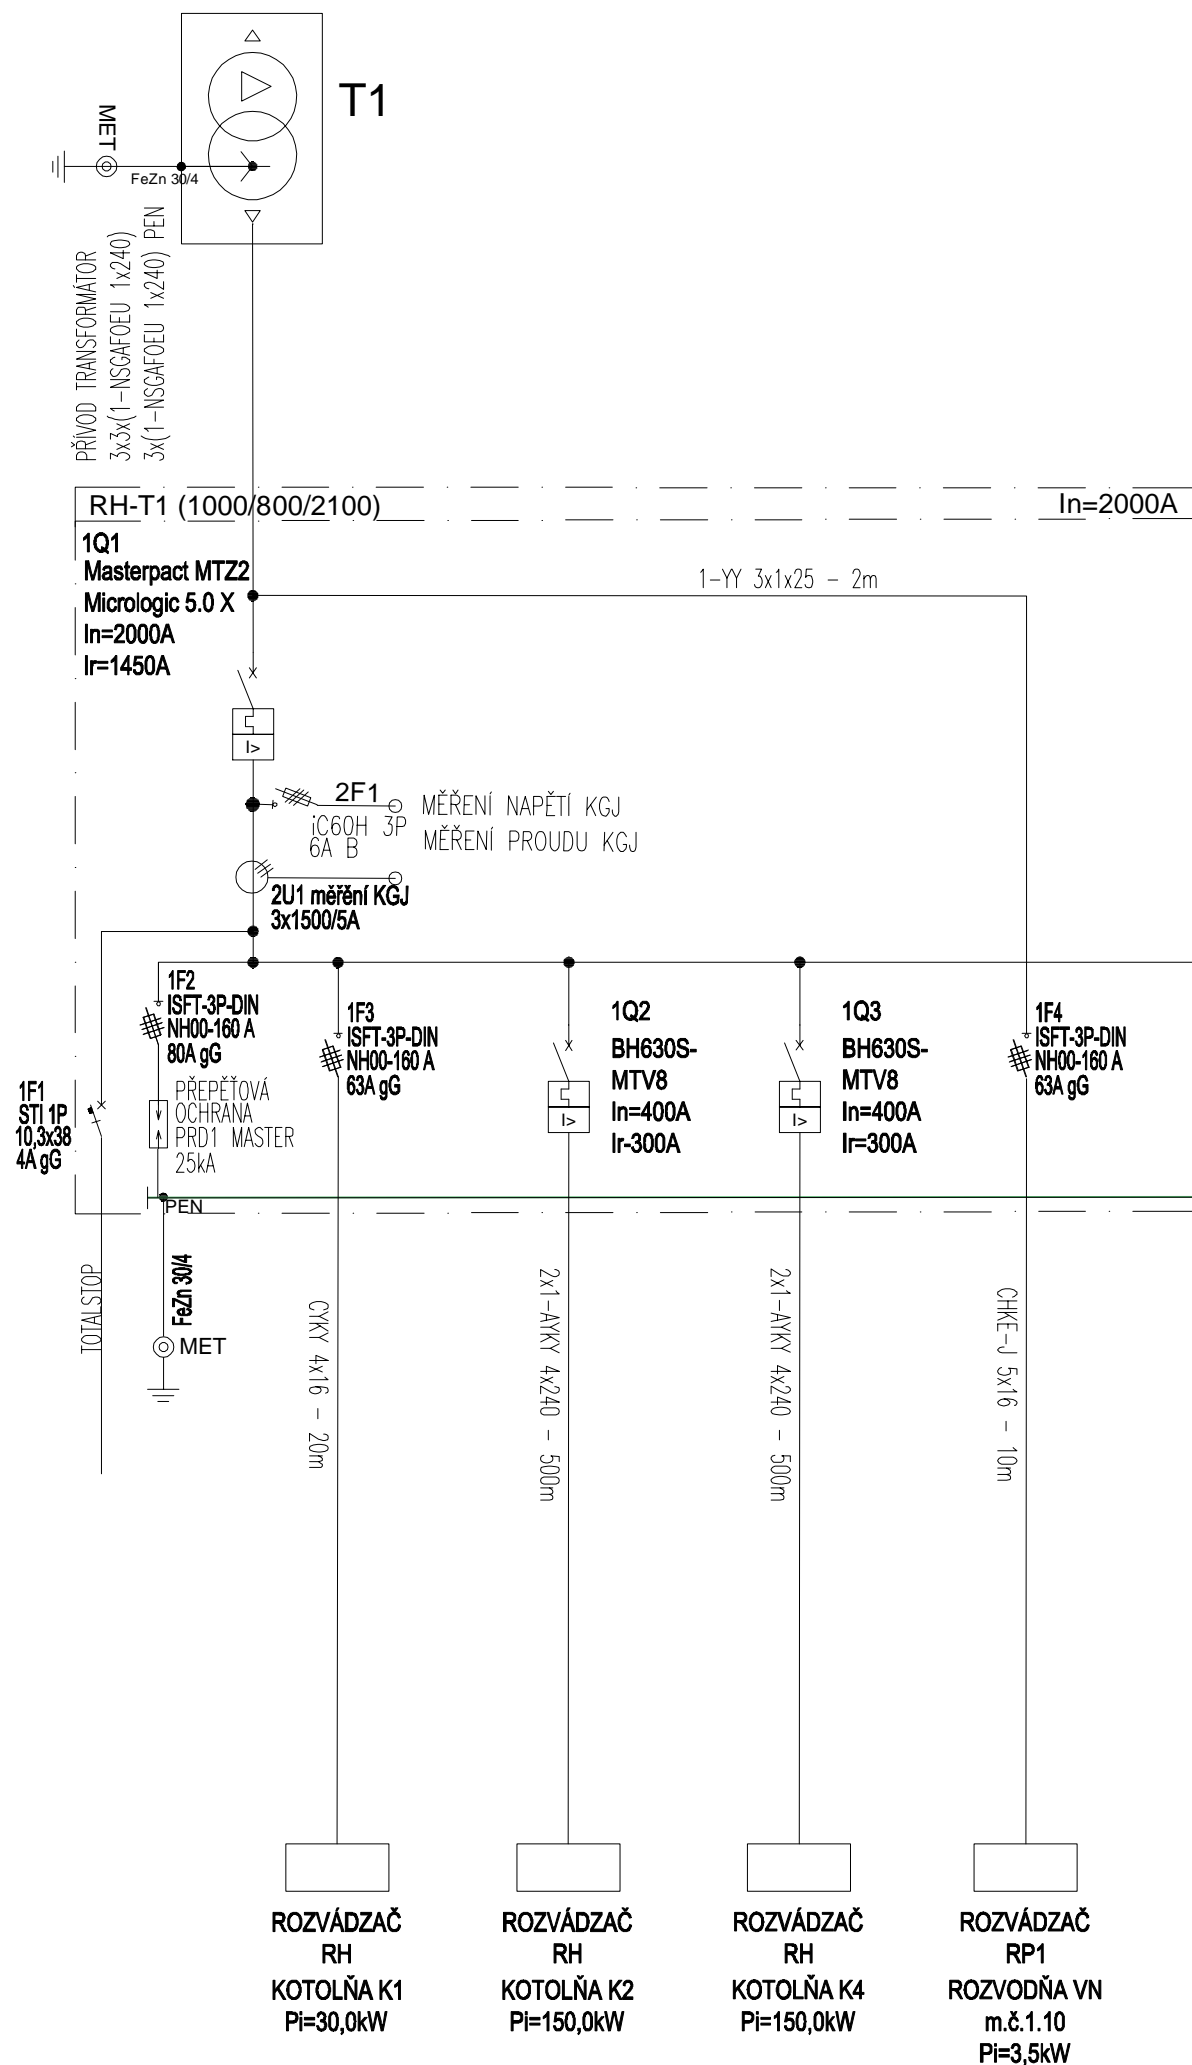 T1
MET
FeZn 30/4
PŘÍVOD TRANSFORMÁTOR
3x3x(1-NSGAFOEU 1x240)
3x(1-NSGAFOEU 1x240) PEN
RH-T1 (1000/800/2100)
In=2000A
1Q1
Masterpact MTZ2
Micrologic 5.0 X
In=2000A
Ir=1450A
1-YY 3x1x25 - 2m
I>
2F1
iC60H 3P
6A B
MĚŘENÍ NAPĚTÍ KGJ
MĚŘENÍ PROUDU KGJ
2U1 měření KGJ
3x1500/5A
1F2
ISFT-3P-DIN
NH00-160 A
80A gG
1F3
ISFT-3P-DIN
NH00-160 A
63A gG
1Q2
BH630S-
MTV8
In=400A
Ir-300A
I>
1Q3
BH630S-
MTV8
In=400A
Ir=300A
I>
1F4
ISFT-3P-DIN
NH00-160 A
63A gG
1F1
STI 1P
10,3x38
4A gG
PŘEPĚŤOVÁ
OCHRANA
PRD1 MASTER
25kA
PEN
TOTALSTOP
FeZn 30/4
MET
CYKY 4x16 - 20m
2x1-AYKY 4x240 - 500m
2x1-AYKY 4x240 - 500m
CHKE-J 5x16 - 10m
ROZVÁDZAČ
RH
KOTOLŇA K1
Pi=30,0kW
ROZVÁDZAČ
RH
KOTOLŇA K2
Pi=150,0kW
ROZVÁDZAČ
RH
KOTOLŇA K4
Pi=150,0kW
ROZVÁDZAČ
RP1
ROZVODŇA VN
m.č.1.10
Pi=3,5kW